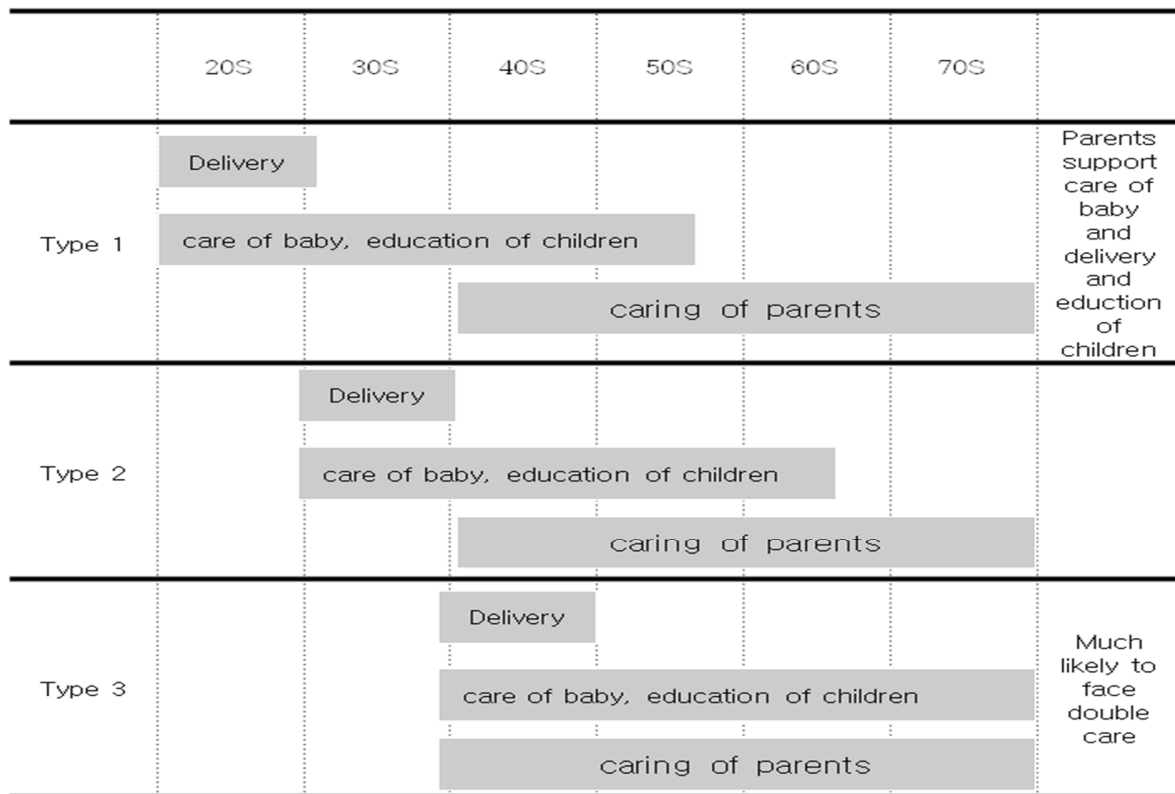 20S 30S 40S 50S 60S 70S
Type 1
Delivery
care of baby, education of children
caring of parents
Parents
support
care of
baby
and
delivery
and
eduction
of
children
Type 2
Delivery
care of baby, education of children
caring of parents
Type 3
Delivery
care of baby, education of children
caring of parents
Much
likely to
face
double
care